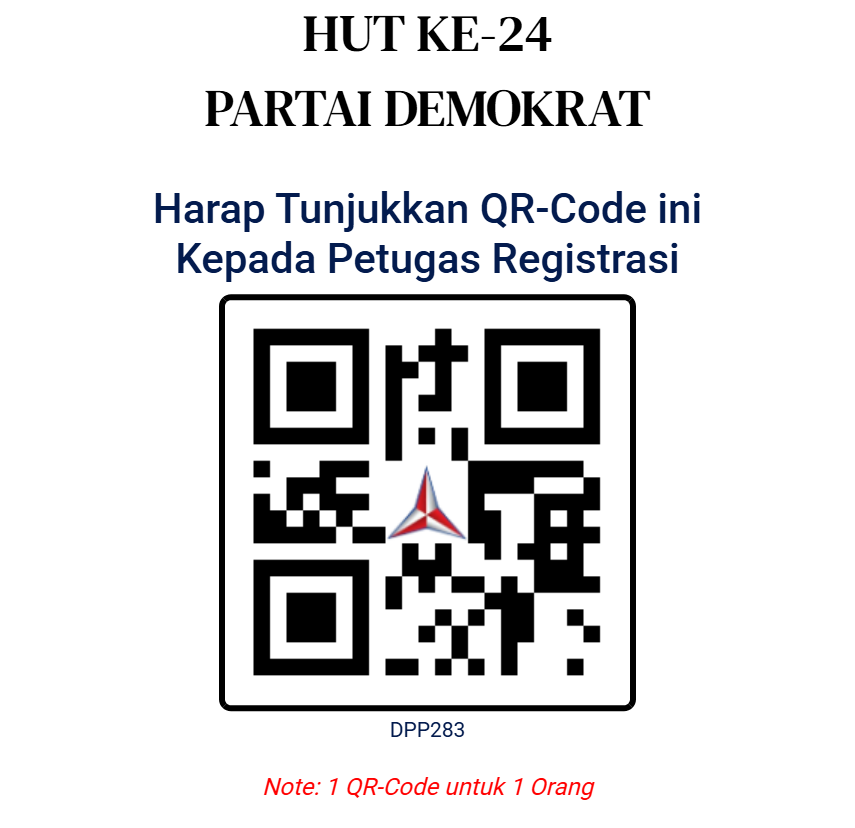 HUT KE-24
PARTAI DEMOKRAT
Harap Tunjukkan QR-Code ini
Kepada Petugas Registrasi
DPP283
Note: 1 QR-Code untuk 1 Orang